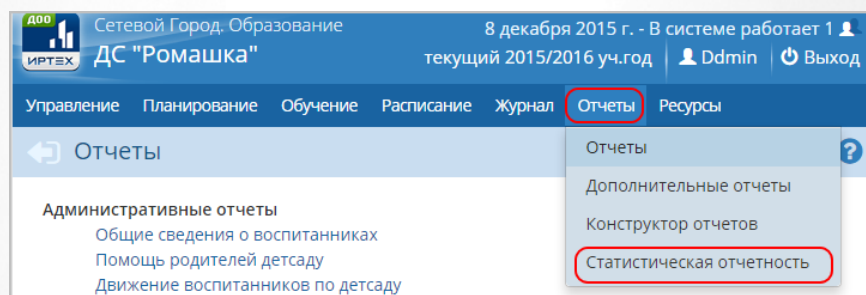 ДОО
ИРТЕХ
Сетевой Город. Образование
ДС "Ромашка"
8 декабря 2015 г. - В системе работает 1
текущий 2015/2016 уч.год Ddmin Выход
Управление Планирование Обучение Расписание Журнал Отчеты Ресурсы
Отчеты
Отчеты
?
Дополнительные отчеты
Конструктор отчетов
Статистическая отчетность
Административные отчеты
Общие сведения о воспитанниках
Помощь родителей детсаду
Движение воспитанников по детсаду